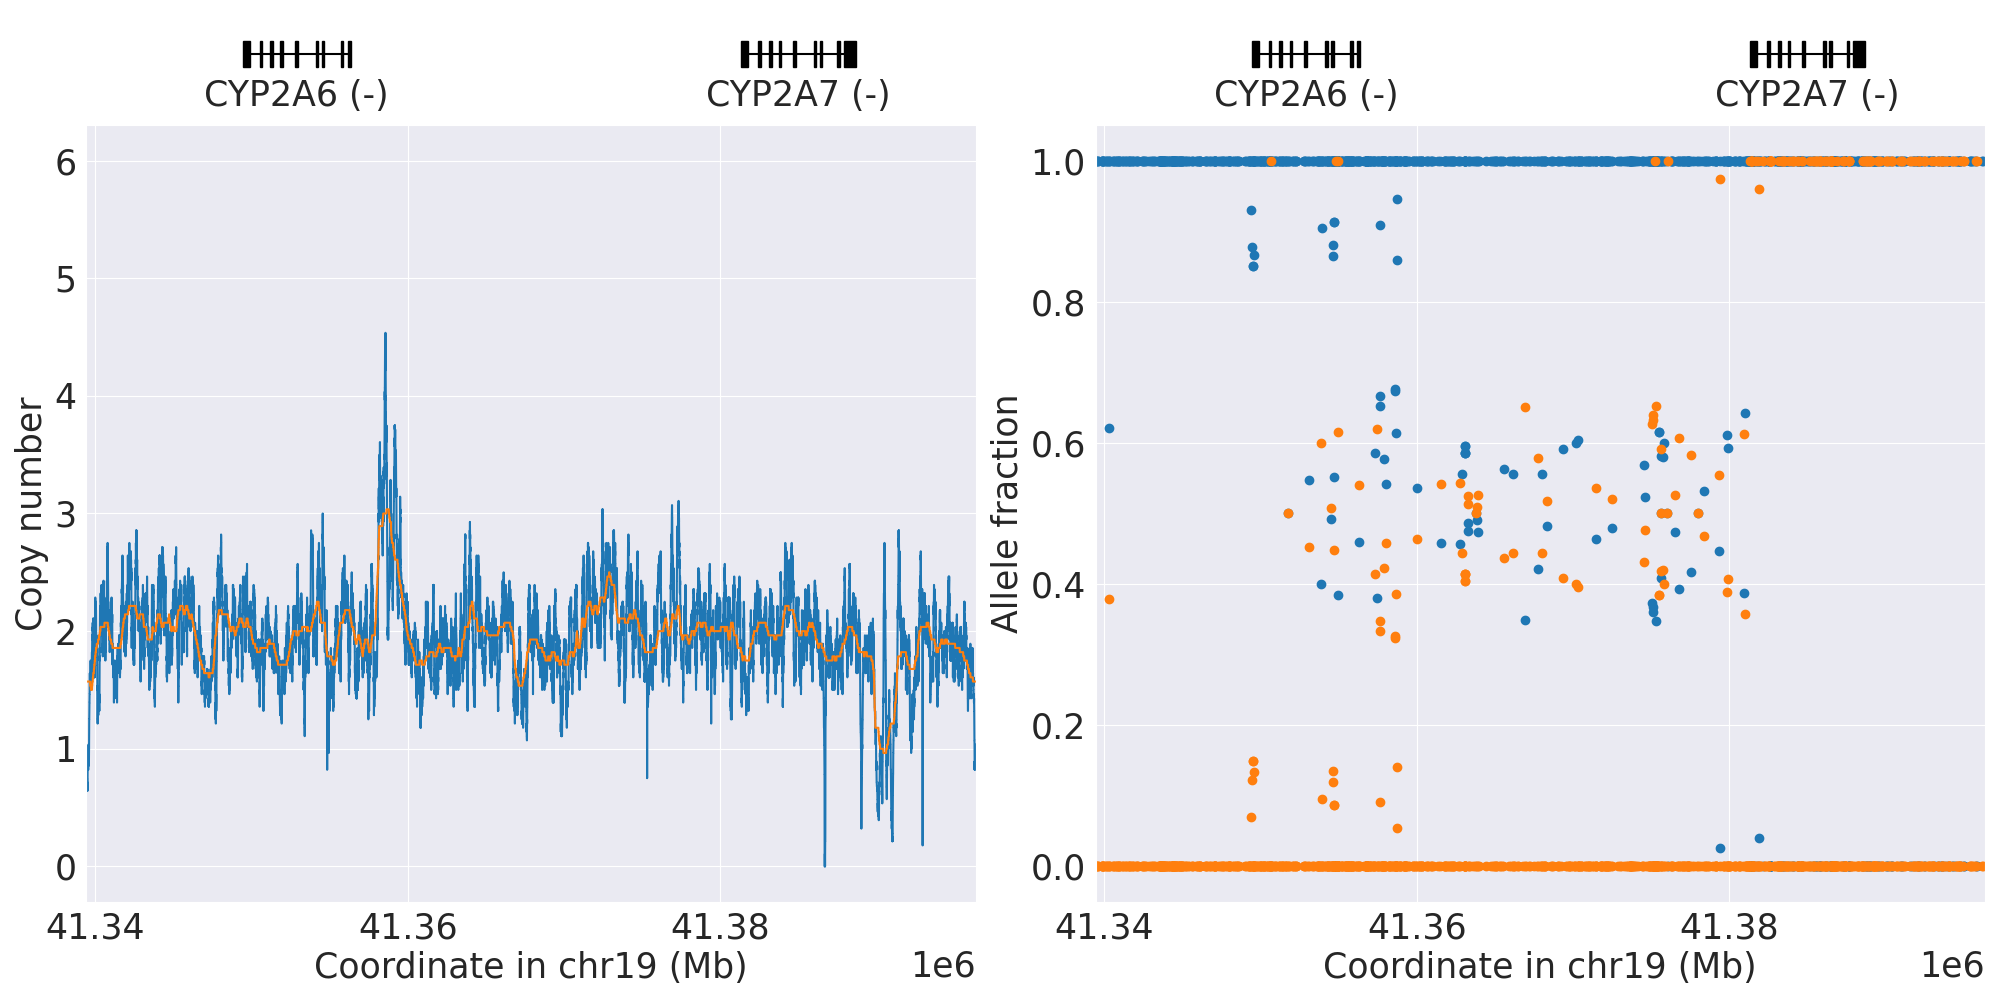 CYP2A6 (-)
CYP2A7 (-)
CYP2A6 (-)
CYP2A7 (-)
Copy number
6
5
4
3
2
1
0
41.34
41.36
41.38
Coordinate in chr19 (Mb)
1e6
Allele fraction
1.0
0.8
0.6
0.4
0.2
0.0
41.34
41.36
41.38
Coordinate in chr19 (Mb)
1e6